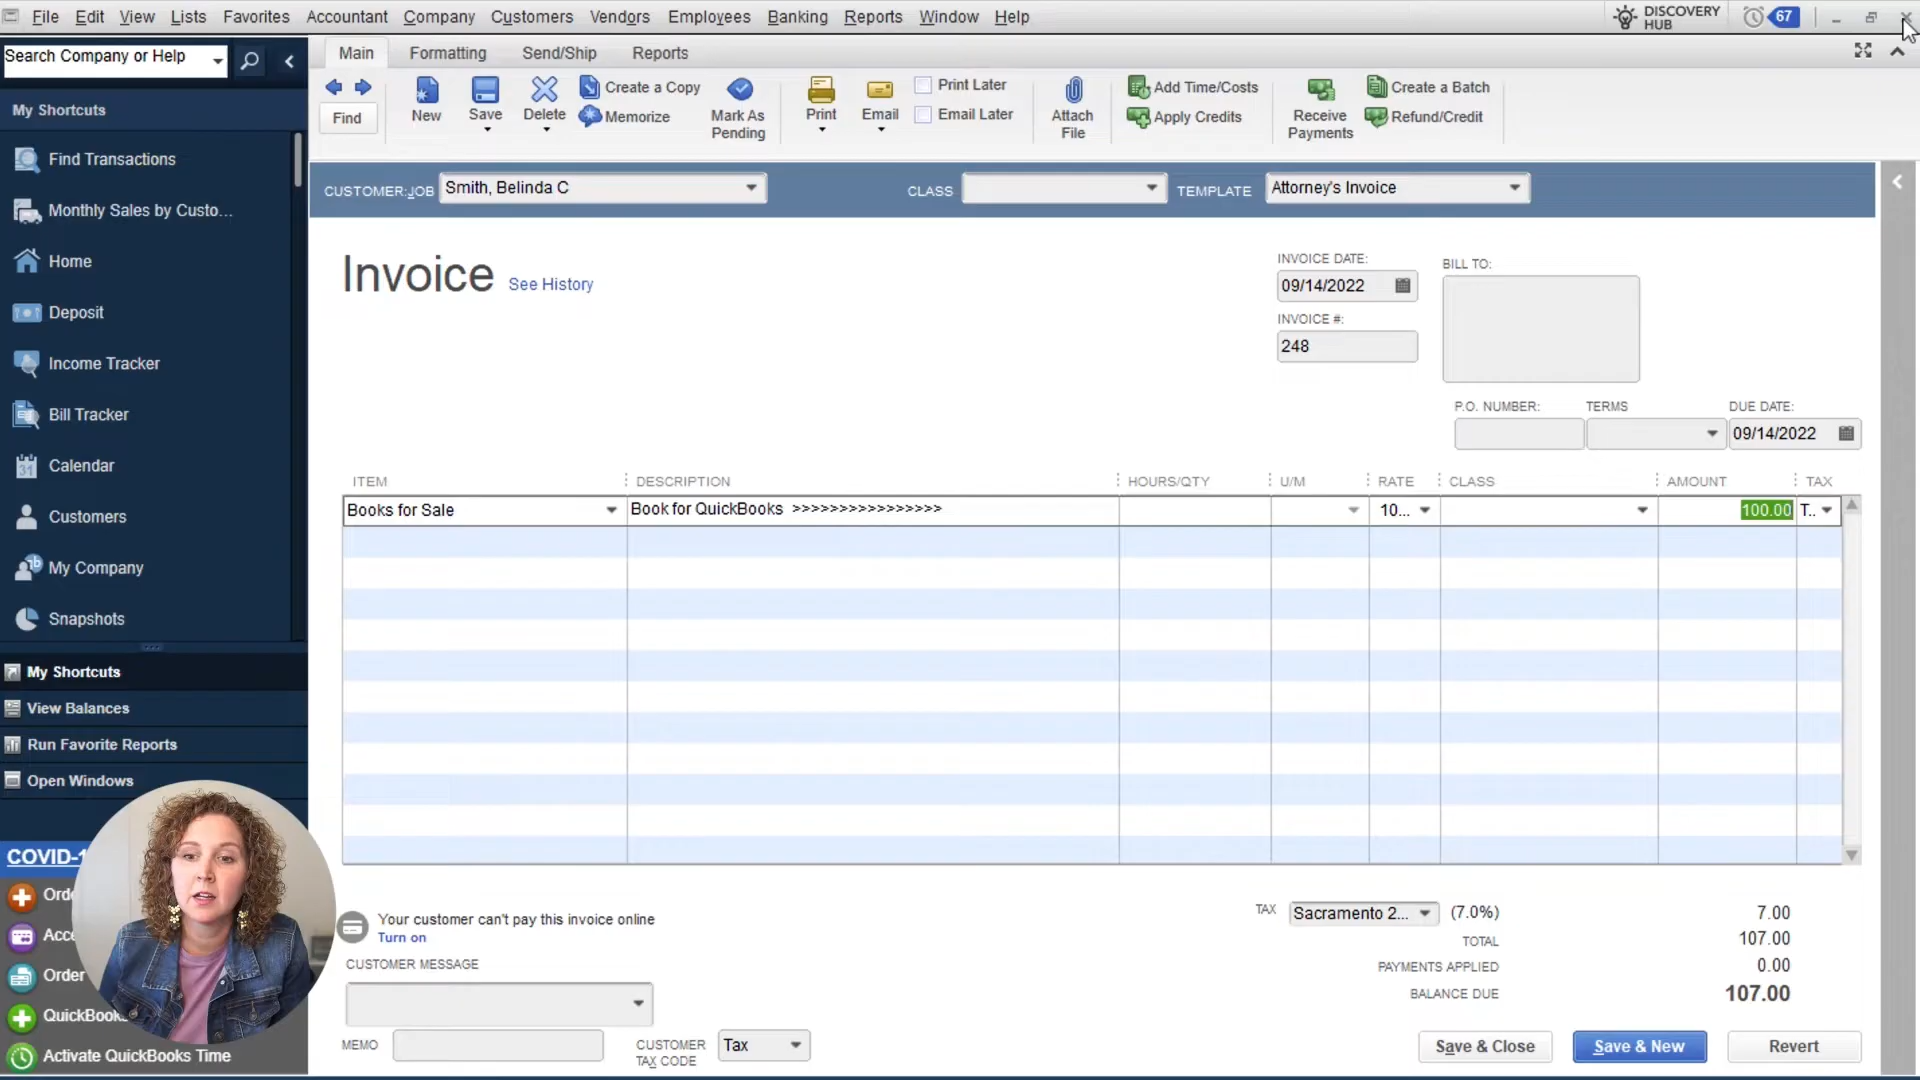 File Edit View Lists Favorites Accountant Company Customers Vendors Employees Banking Reports Window Help
DISCOVERY
HUB
67
Search Company or Help
Main Formatting Send/Ship Reports
Find
New
Save
Delete
Create a Copy
Memorize
Mark As
Pending
Print
Email
Print Later
Email Later
Attach
File
Add Time/Costs
Apply Credits
Receive
Payments
Create a Batch
Refund/Credit
My Shortcuts
Find Transactions
Monthly Sales by Custo...
Home
Deposit
Income Tracker
Bill Tracker
Calendar
31
Customers
My Company
Snapshots
My Shortcuts
View Balances
Run Favorite Reports
Open Windows
COVID-1
Orde
Acce
Order
QuickBooks
Activate QuickBooks Time
CUSTOMER:JOB Smith, Belinda C CLASS TEMPLATE Attorney's Invoice
Invoice See History
INVOICE DATE:
09/14/2022
INVOICE #:
248
BILL TO:
P.O. NUMBER: TERMS DUE DATE:
09/14/2022
ITEM DESCRIPTION HOURS/QTY U/M RATE CLASS AMOUNT TAX
Books for Sale Book for QuickBooks >>>>>>>>>>>>>>>> 10... 100.00 T..
Your customer can't pay this invoice online
Turn on
CUSTOMER MESSAGE
MEMO
CUSTOMER
TAX CODE
Tax
TAX Sacramento 2... (7.0%) 7.00
TOTAL 107.00
PAYMENTS APPLIED 0.00
BALANCE DUE 107.00
Save & Close Save & New Revert